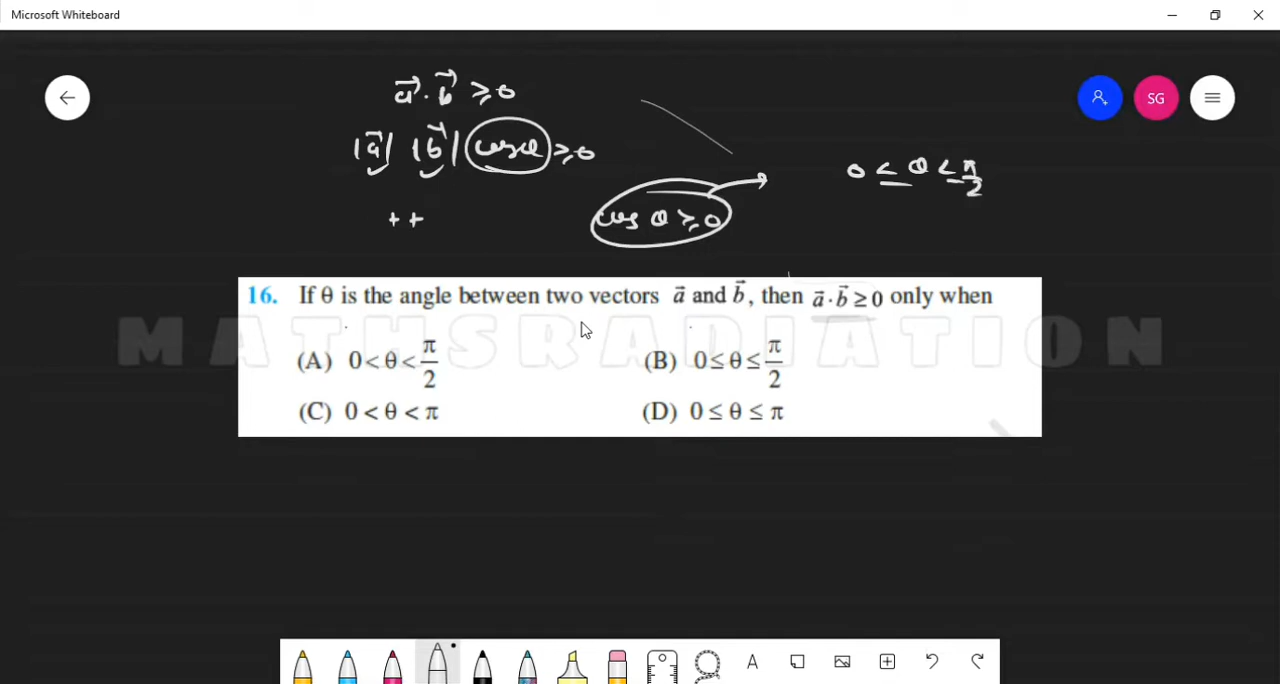 Microsoft Whiteboard
a⃗ . b⃗ ≥ 0
|a⃗| |b⃗| cos θ ≥ 0
0 ≤ θ ≤ π/2
+ +
cos θ ≥ 0
SG
16. If θ is the angle between two vectors a⃗ and b⃗, then a⃗ · b⃗ ≥ 0 only when
MATHSRADIATION
(A) 0 < θ < π/2 (B) 0 ≤ θ ≤ π/2
(C) 0 < θ < π (D) 0 ≤ θ ≤ π
A